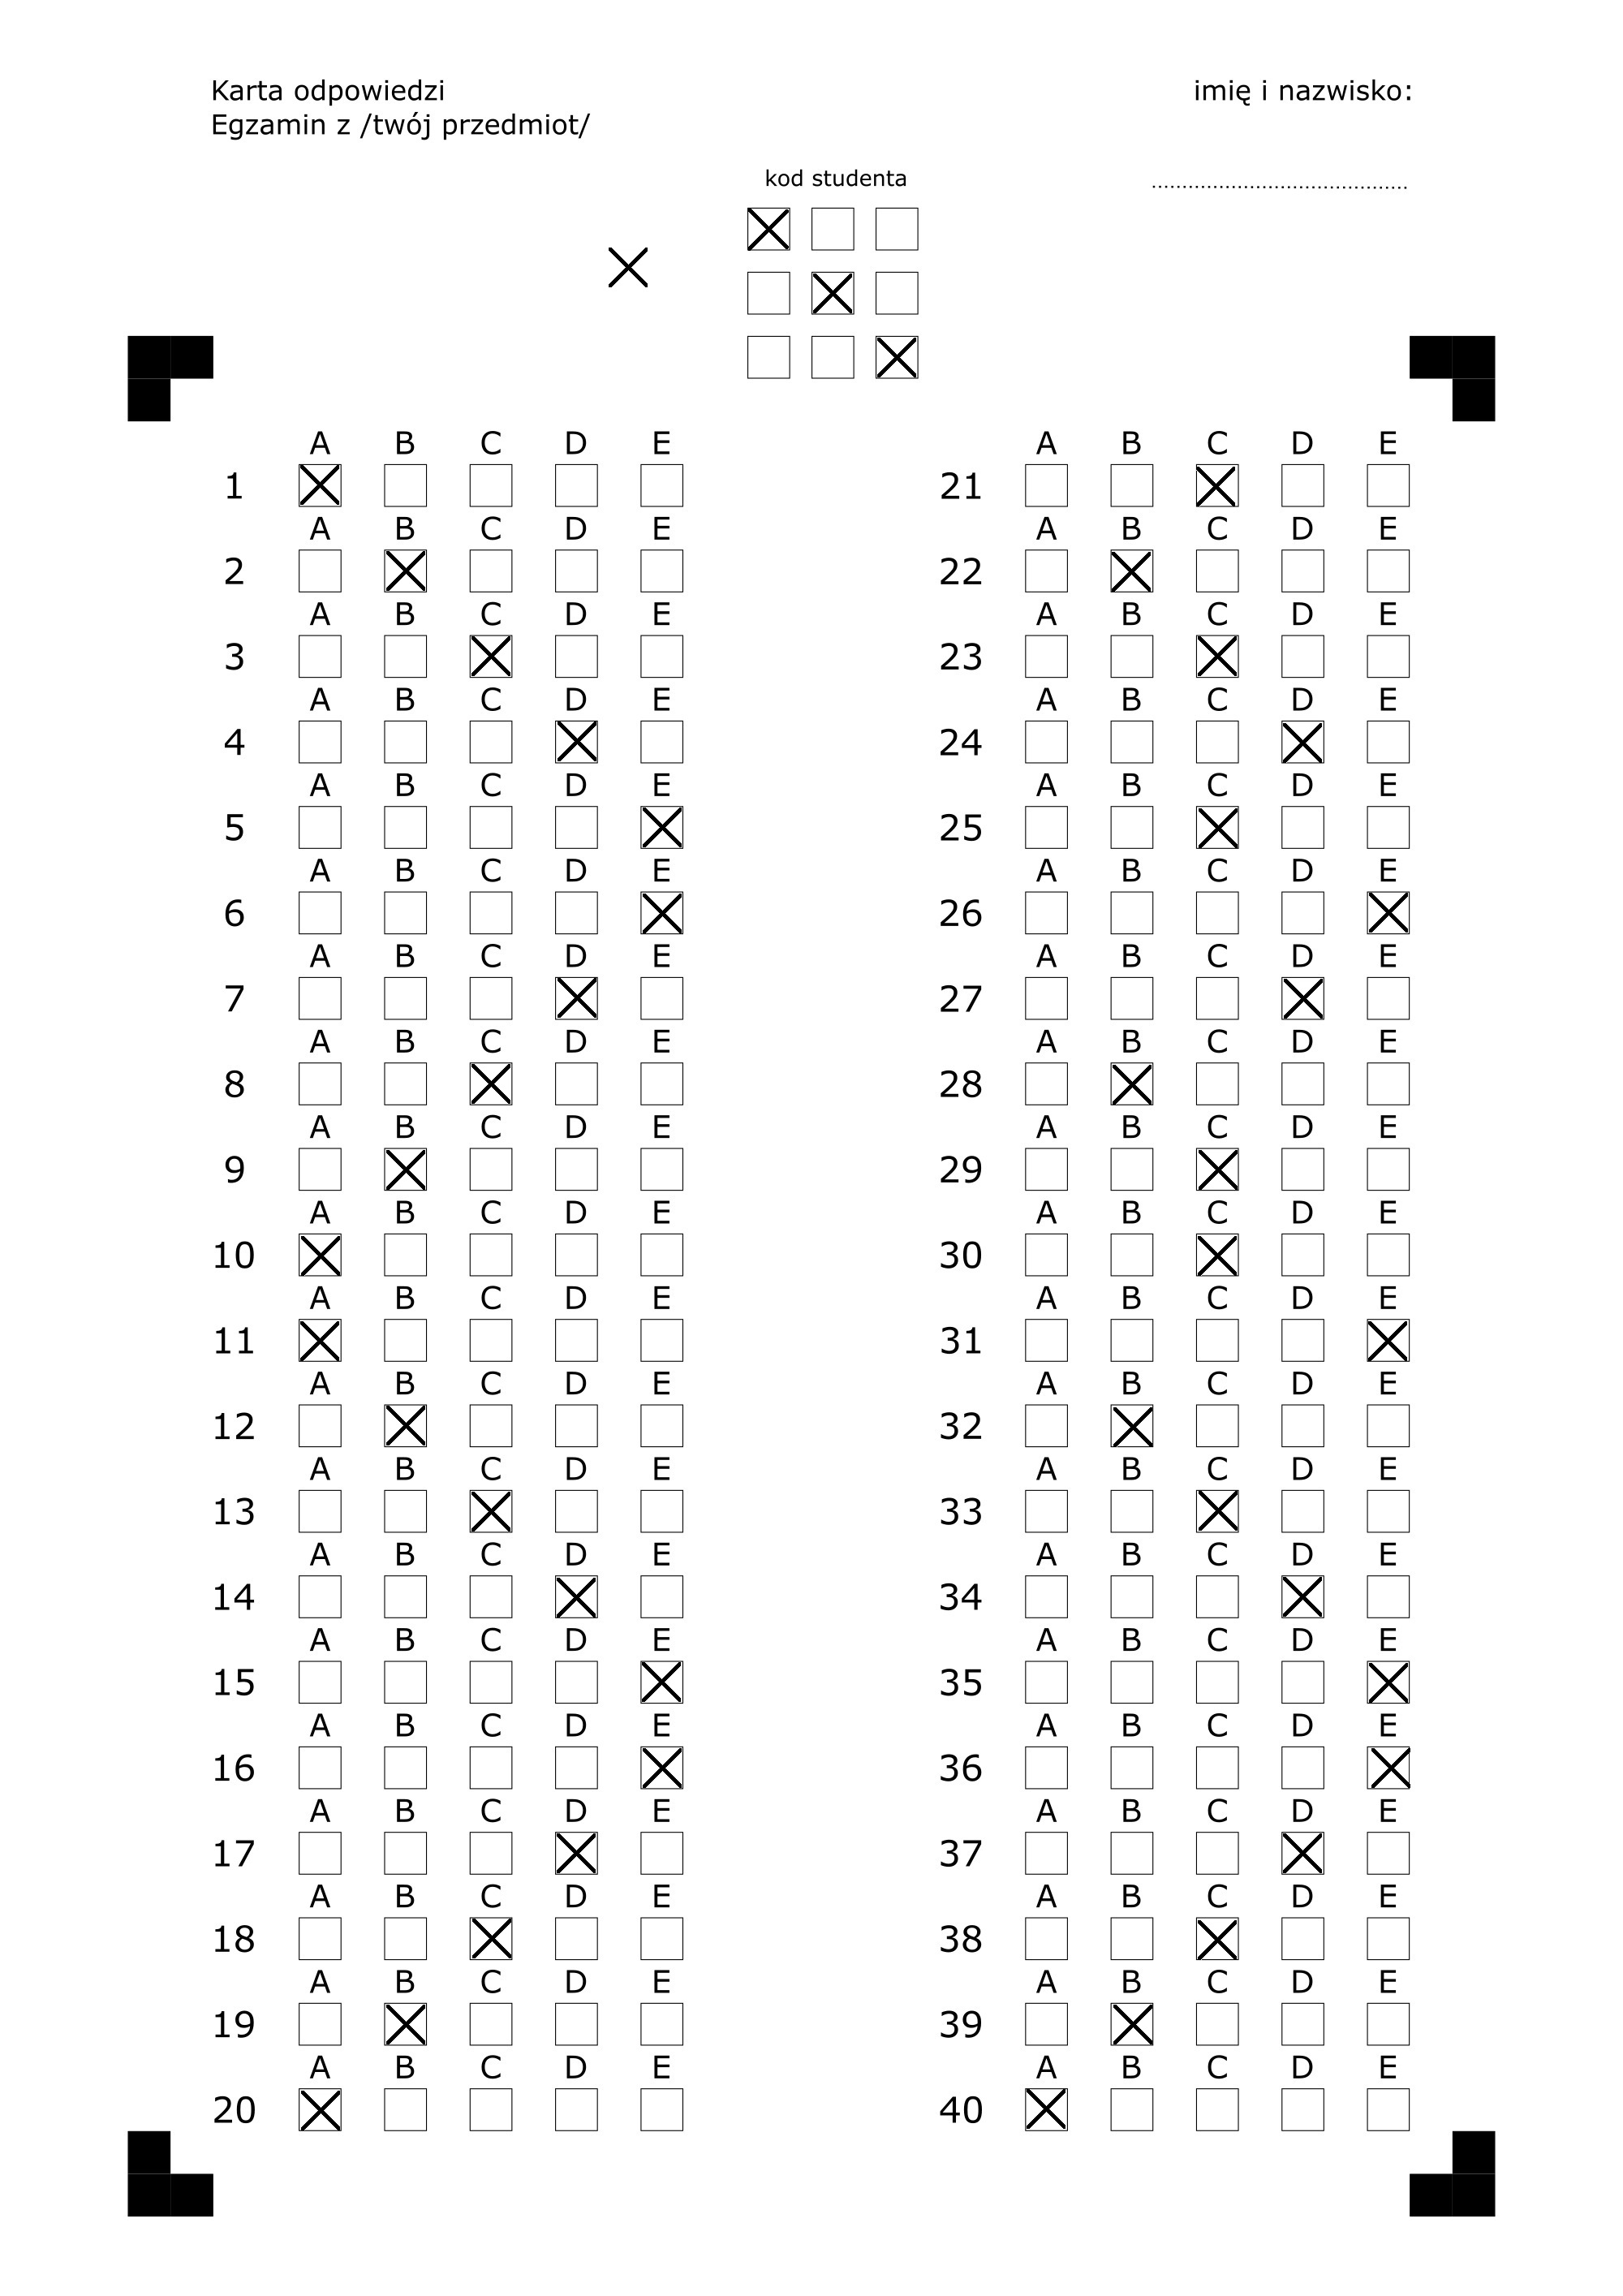 Karta odpowiedzi
Egzamin z /twój przedmiot/
imię i nazwisko:
kod studenta
........................................
A B C D E
1
A B C D E
2
A B C D E
3
A B C D E
4
A B C D E
5
A B C D E
6
A B C D E
7
A B C D E
8
A B C D E
9
A B C D E
10
A B C D E
11
A B C D E
12
A B C D E
13
A B C D E
14
A B C D E
15
A B C D E
16
A B C D E
17
A B C D E
18
A B C D E
19
A B C D E
20
A B C D E
21
A B C D E
22
A B C D E
23
A B C D E
24
A B C D E
25
A B C D E
26
A B C D E
27
A B C D E
28
A B C D E
29
A B C D E
30
A B C D E
31
A B C D E
32
A B C D E
33
A B C D E
34
A B C D E
35
A B C D E
36
A B C D E
37
A B C D E
38
A B C D E
39
A B C D E
40